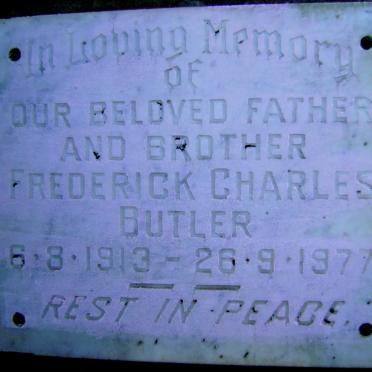 In Loving Memory
OF
OUR BELOVED FATHER
AND BROTHER
FREDERICK CHARLES
BUTLER
6·8·1913 – 26·9·1977
REST IN PEACE.